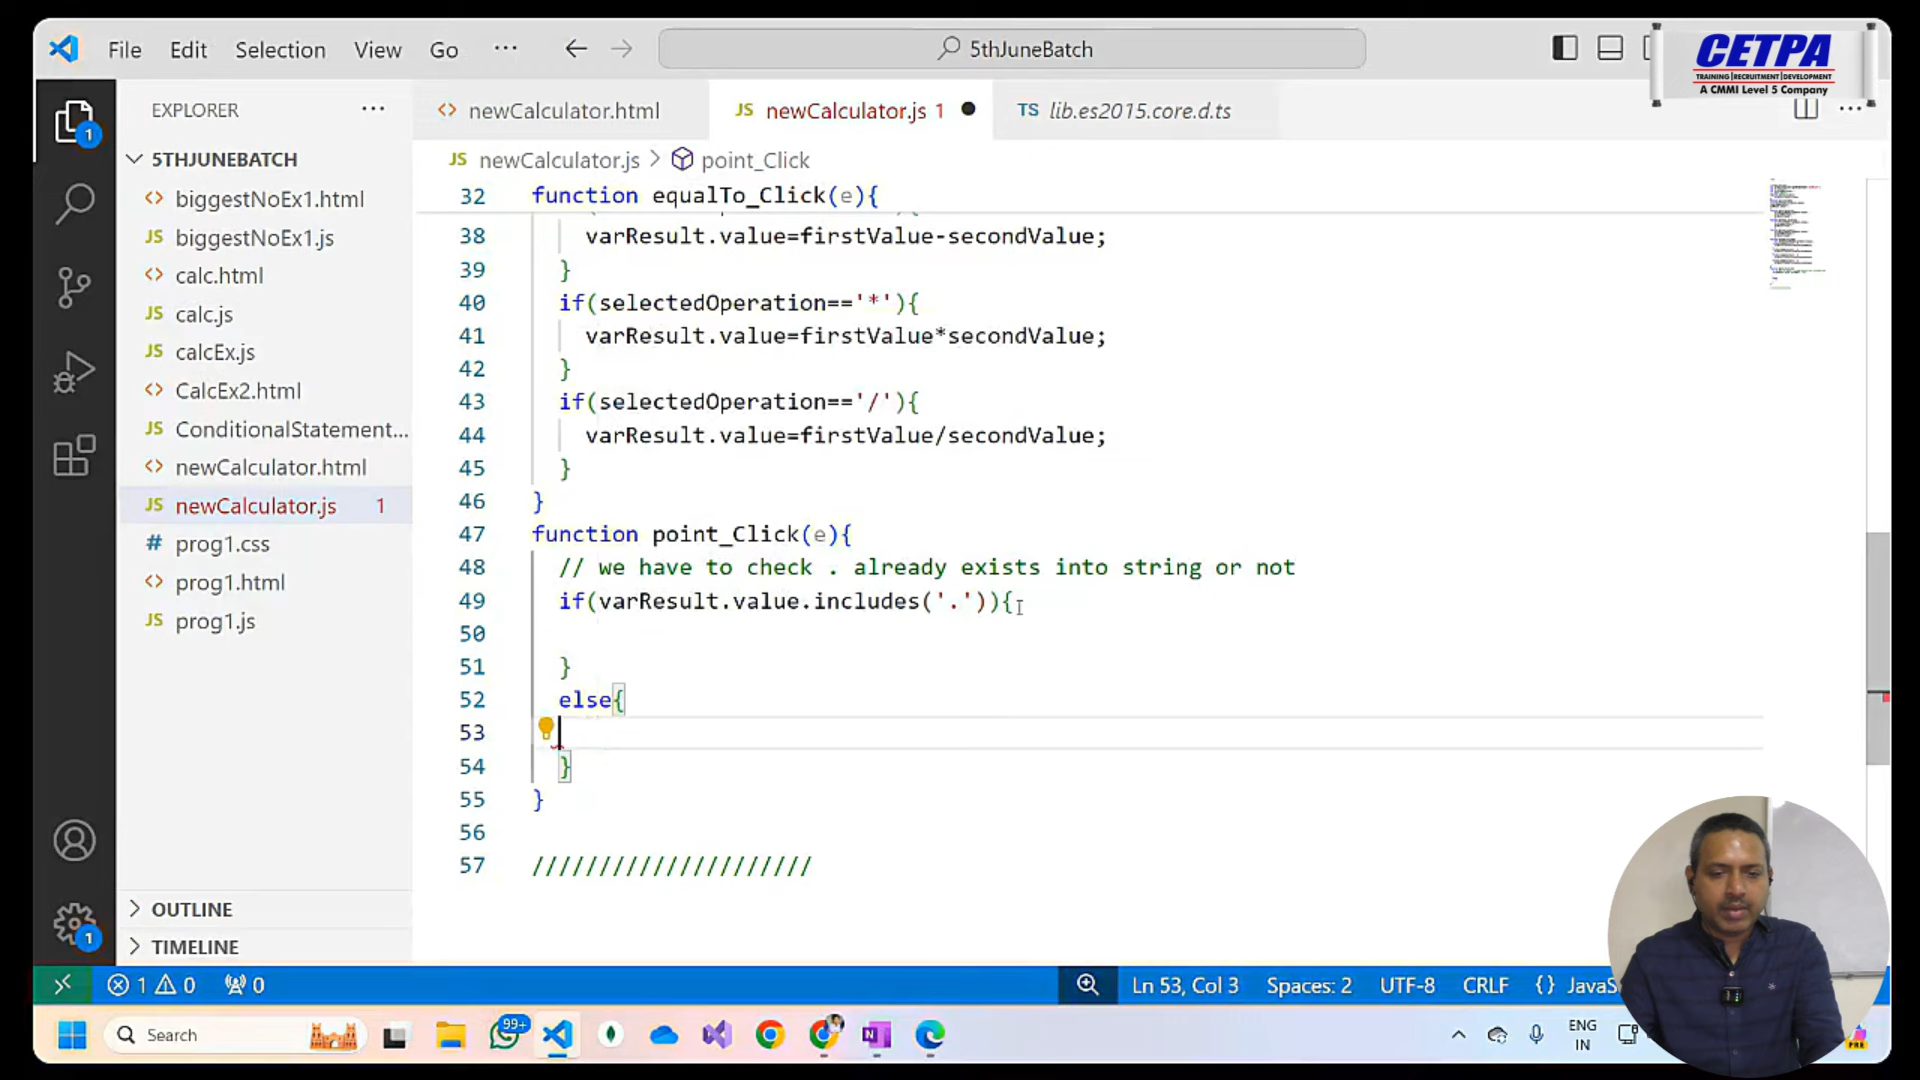 File Edit Selection View Go ··· 5thJuneBatch
CETPA
TRAINING|RECRUITMENT|DEVELOPMENT
A CMMI Level 5 Company
EXPLORER ···
newCalculator.html
JS newCalculator.js 1
TS lib.es2015.core.d.ts
1
5THJUNEBATCH
biggestNoEx1.html
JS biggestNoEx1.js
calc.html
JS calc.js
JS calcEx.js
CalcEx2.html
JS ConditionalStatement...
newCalculator.html
JS newCalculator.js 1
# prog1.css
prog1.html
JS prog1.js
OUTLINE
TIMELINE
1
JS newCalculator.js > point_Click
32 function equalTo_Click(e){
38 varResult.value=firstValue-secondValue;
39 }
40 if(selectedOperation=='*'){
41 varResult.value=firstValue*secondValue;
42 }
43 if(selectedOperation=='/'){
44 varResult.value=firstValue/secondValue;
45 }
46 }
47 function point_Click(e){
48 // we have to check . already exists into string or not
49 if(varResult.value.includes('.')){
50
51 }
52 else{
53
54 }
55 }
56
57 /////////////////////
1 0 0 Ln 53, Col 3 Spaces: 2 UTF-8 CRLF {} JavaS
Search 99+ ENG
IN
PRE